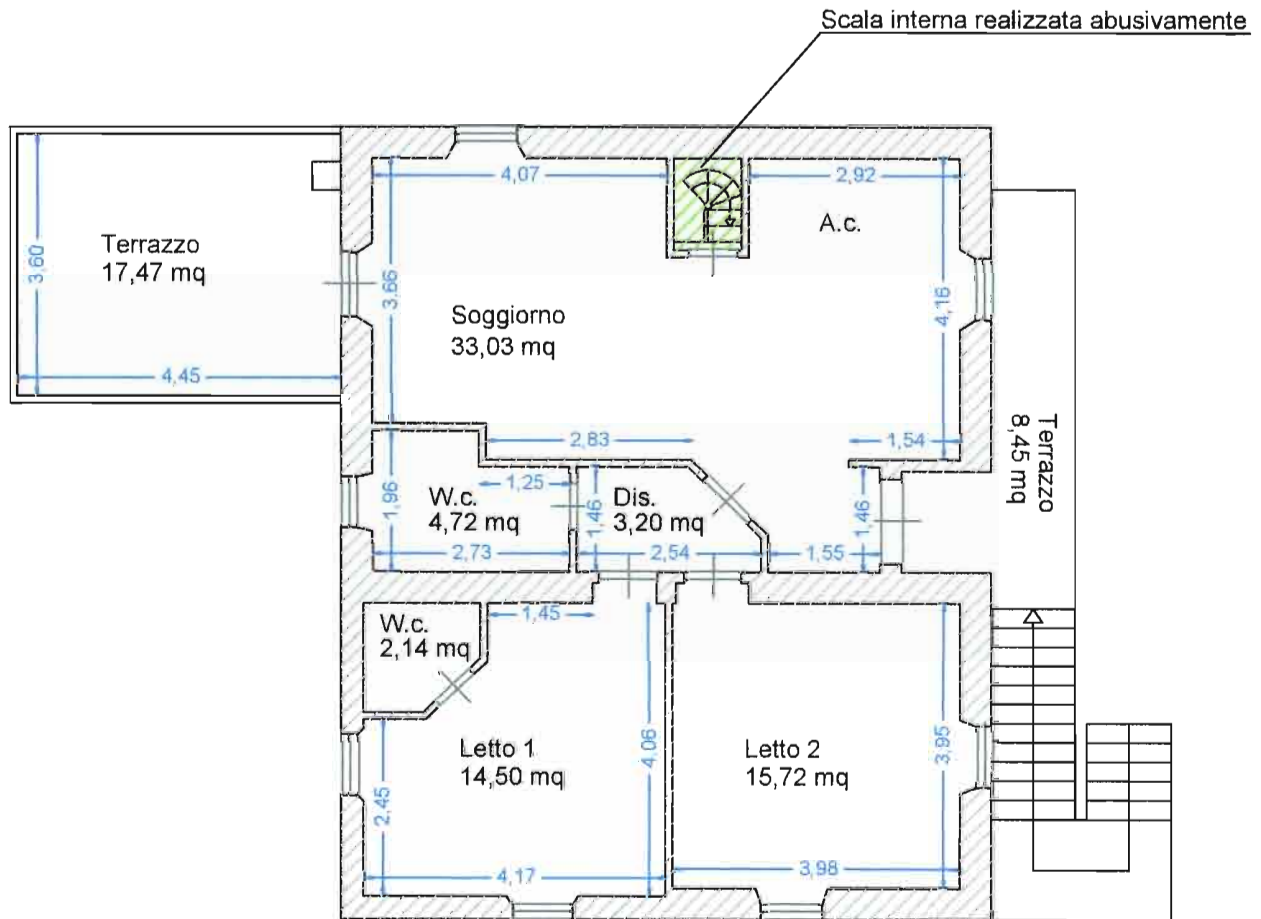 Scala interna realizzata abusivamente
4,07
2,92
A.c.
Terrazzo
17,47 mq
3,60
3,66
4,16
Soggiorno
33,03 mq
4,45
2,83
1,54
Terrazzo
8,45 mq
1,96
W.c.
4,72 mq
1,25
1,46
Dis.
3,20 mq
1,46
2,73
2,54
1,55
W.c.
2,14 mq
1,45
4,06
3,95
Letto 1
14,50 mq
Letto 2
15,72 mq
2,45
4,17
3,98